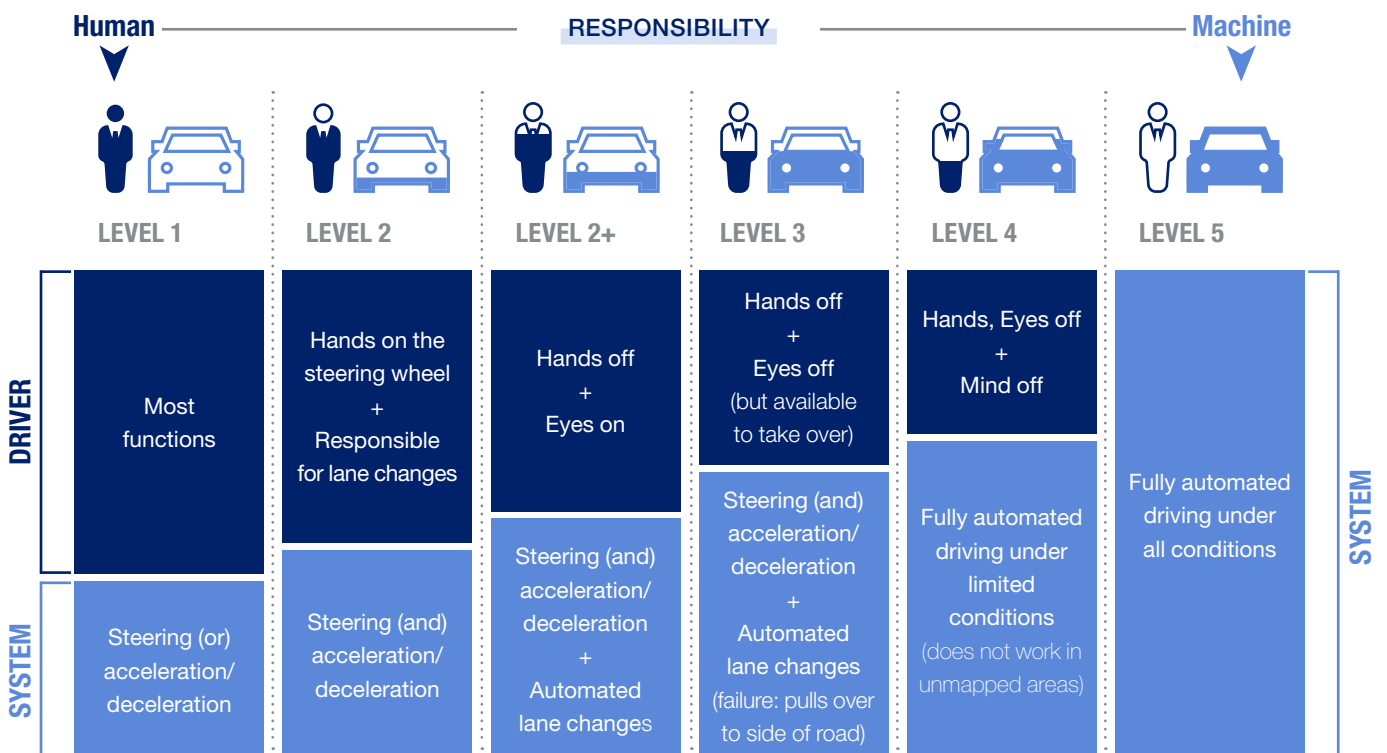 Human
RESPONSIBILITY
Machine
LEVEL 1
LEVEL 2
LEVEL 2+
LEVEL 3
LEVEL 4
LEVEL 5
DRIVER
SYSTEM
Most
functions
Steering (or)
acceleration/
deceleration
Hands on the
steering wheel
+
Responsible
for lane changes
Steering (and)
acceleration/
deceleration
Hands off
+
Eyes on
Steering (and)
acceleration/
deceleration
+
Automated
lane changes
Hands off
+
Eyes off
(but available
to take over)
Steering (and)
acceleration/
deceleration
+
Automated
lane changes
(failure: pulls over
to side of road)
Hands, Eyes off
+
Mind off
Fully automated
driving under
limited
conditions
(does not work in
unmapped areas)
Fully automated
driving under
all conditions
SYSTEM